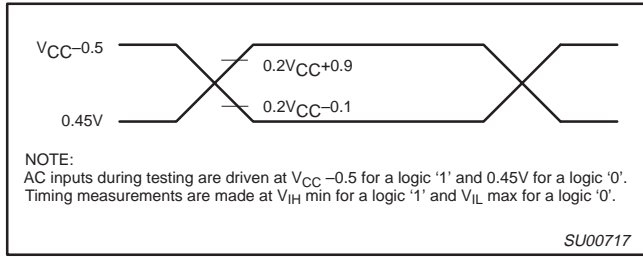 VCC–0.5
0.2VCC+0.9
0.2VCC–0.1
0.45V
NOTE:
AC inputs during testing are driven at VCC –0.5 for a logic ‘1’ and 0.45V for a logic ‘0’.
Timing measurements are made at VIH min for a logic ‘1’ and VIL max for a logic ‘0’.
SU00717